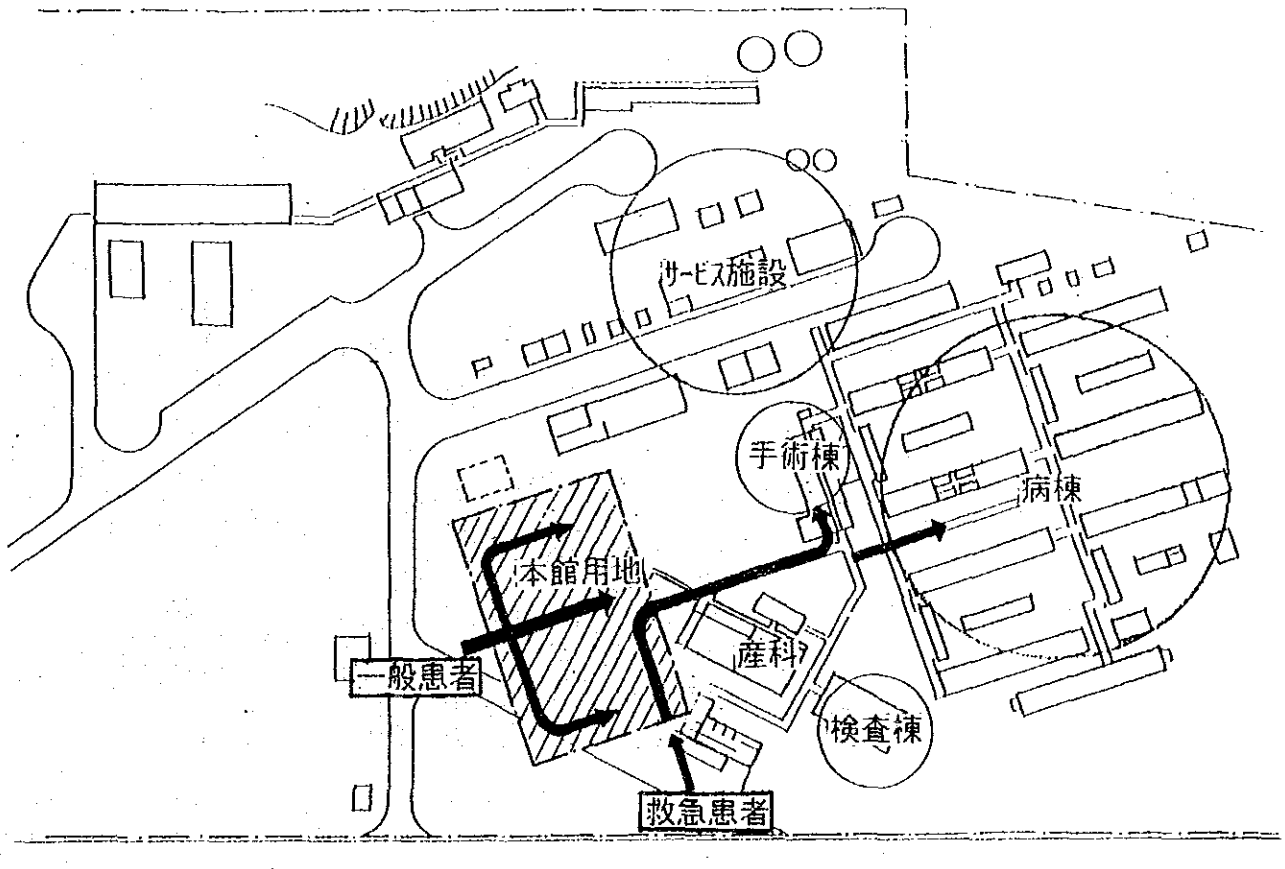 サービス施設
手術棟
病棟
本館用地
一般患者
産科
検査棟
救急患者